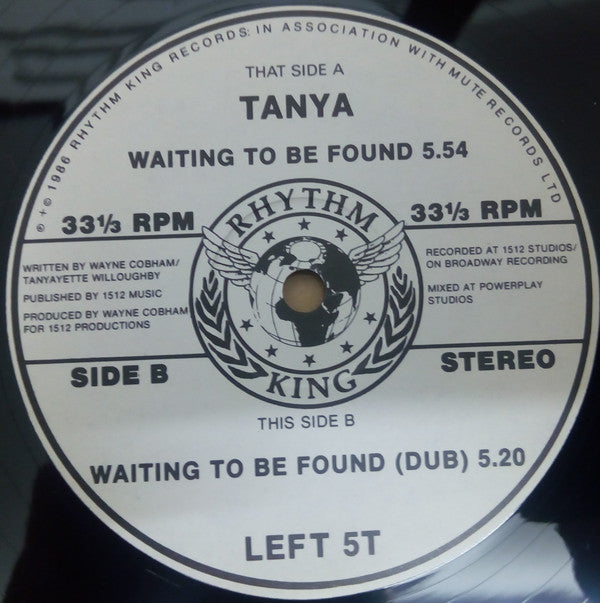 ℗ + © 1986 RHYTHM KING RECORDS: IN ASSOCIATION WITH MUTE RECORDS LTD
THAT SIDE A
TANYA
WAITING TO BE FOUND 5.54
33⅓ RPM
33⅓ RPM
RHYTHM
KING
WRITTEN BY WAYNE COBHAM/
TANYAYETTE WILLOUGHBY
PUBLISHED BY 1512 MUSIC
PRODUCED BY WAYNE COBHAM
FOR 1512 PRODUCTIONS
RECORDED AT 1512 STUDIOS/
ON BROADWAY RECORDING
MIXED AT POWERPLAY
STUDIOS
SIDE B
STEREO
THIS SIDE B
WAITING TO BE FOUND (DUB) 5.20
LEFT 5T